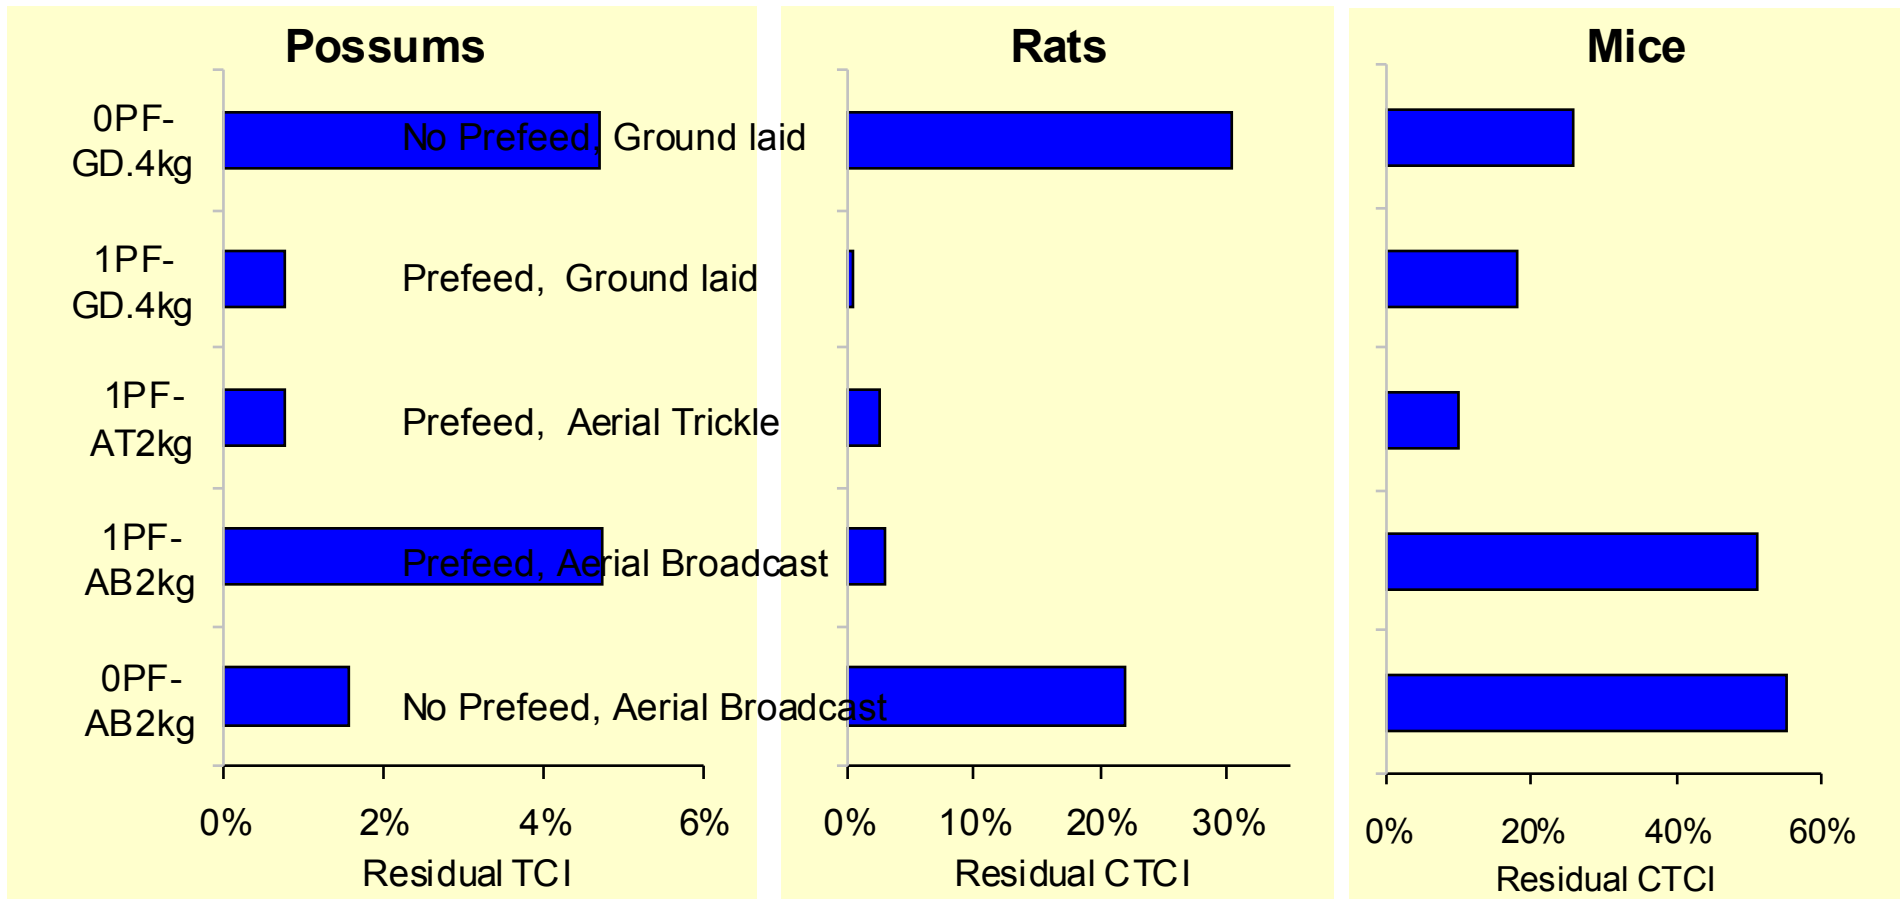 Possums
0PF-
GD.4kg
No Prefeed, Ground laid
1PF-
GD.4kg
Prefeed,  Ground laid
1PF-
AT2kg
Prefeed,  Aerial Trickle
1PF-
AB2kg
Prefeed, Aerial Broadcast
0PF-
AB2kg
No Prefeed, Aerial Broadcast
0% 2% 4% 6%
Residual TCI
Rats
0% 10% 20% 30%
Residual CTCI
Mice
0% 20% 40% 60%
Residual CTCI